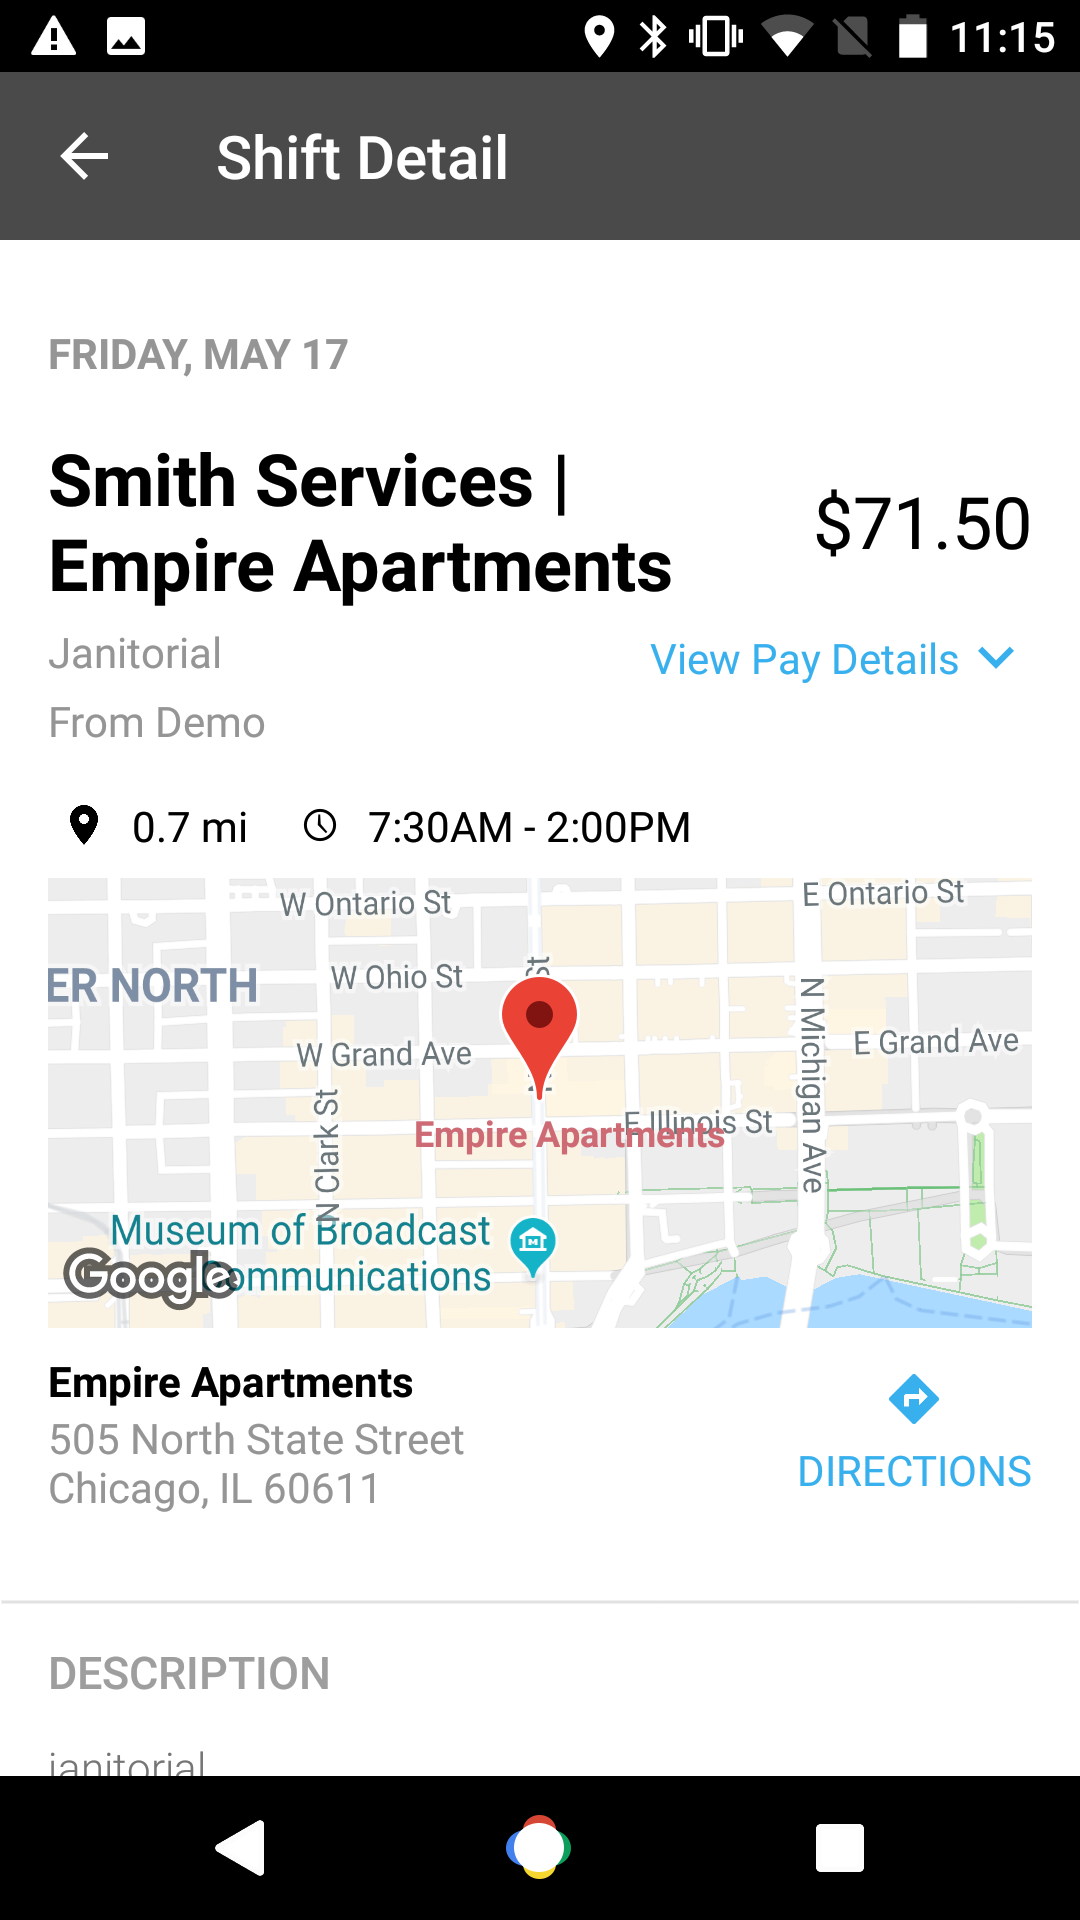 11:15
Shift Detail
FRIDAY, MAY 17
Smith Services |
Empire Apartments
$71.50
Janitorial
View Pay Details
From Demo
0.7 mi
7:30AM - 2:00PM
W Ontario St
E Ontario St
ER NORTH
W Ohio St
St
N Michigan Ave
W Grand Ave
E Grand Ave
N Clark St
E Illinois St
Empire Apartments
Museum of Broadcast
Communications
Google
Empire Apartments
505 North State Street
Chicago, IL 60611
DIRECTIONS
DESCRIPTION
janitorial